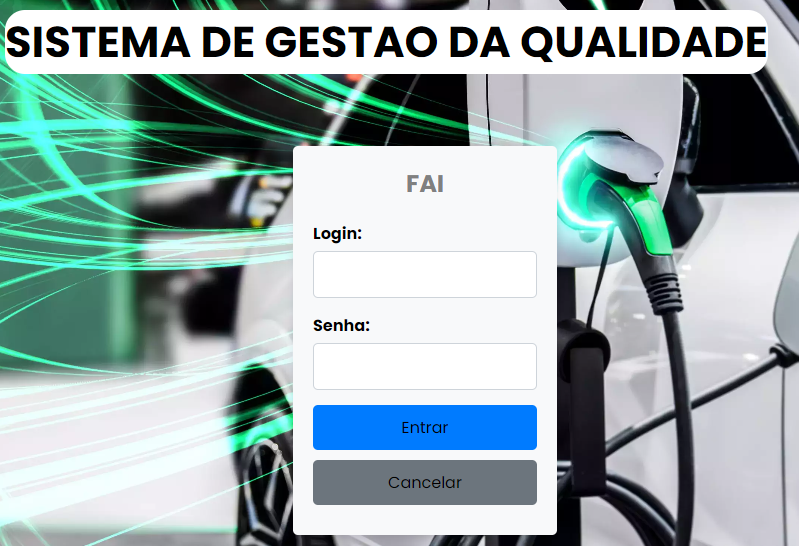 SISTEMA DE GESTAO DA QUALIDADE
FAI
Login:
Senha:
Entrar
Cancelar